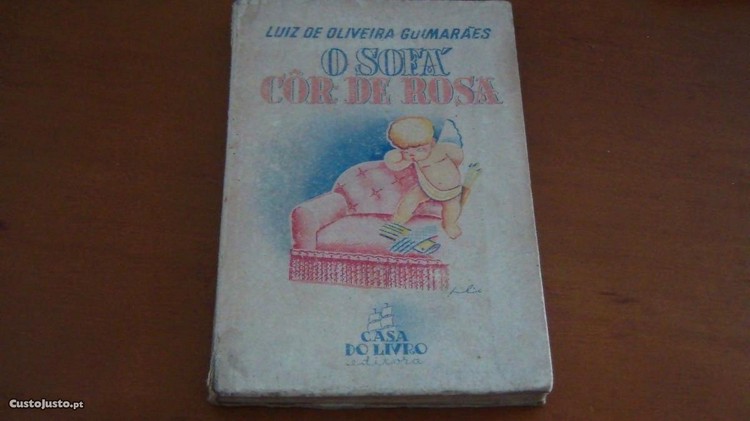 LUIZ DE OLIVEIRA GUIMARÃES
O SOFÁ
CÔR DE ROSA
CASA
DO LIVRO
editora
CustoJusto.pt